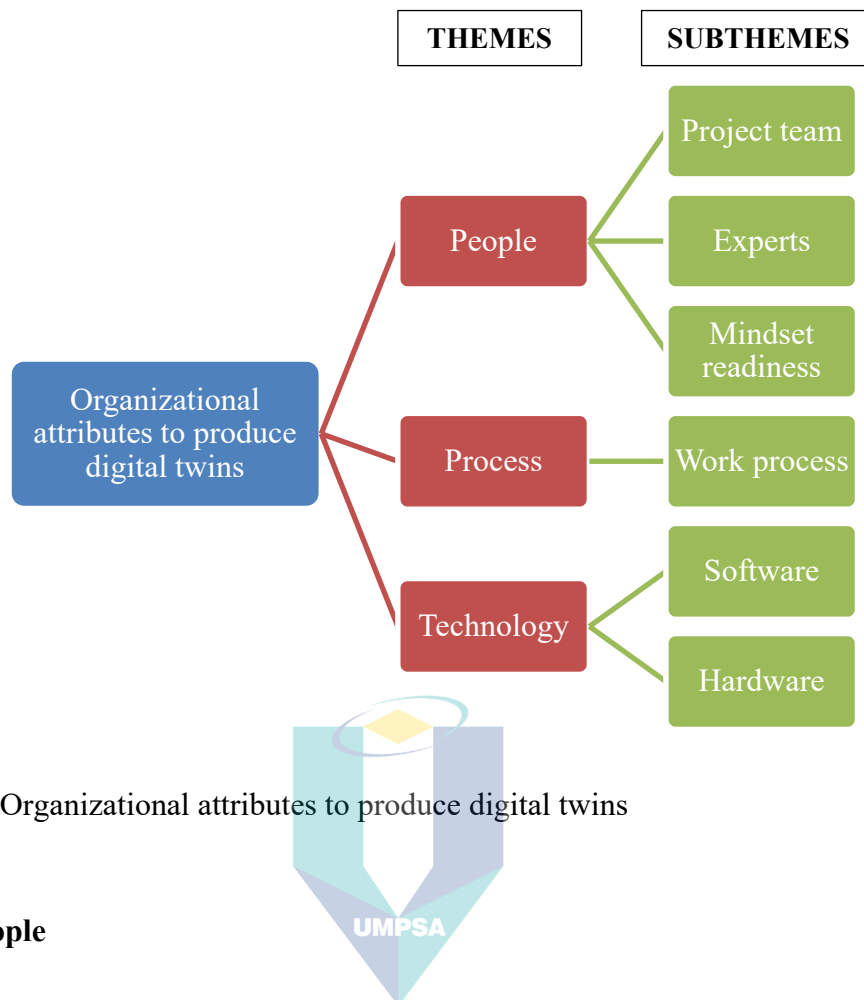 THEMES
SUBTHEMES
Project team
People
Experts
Mindset
readiness
Organizational
attributes to produce
digital twins
Process
Work process
Software
Technology
Hardware
Organizational attributes to produce digital twins
ople
UMPSA